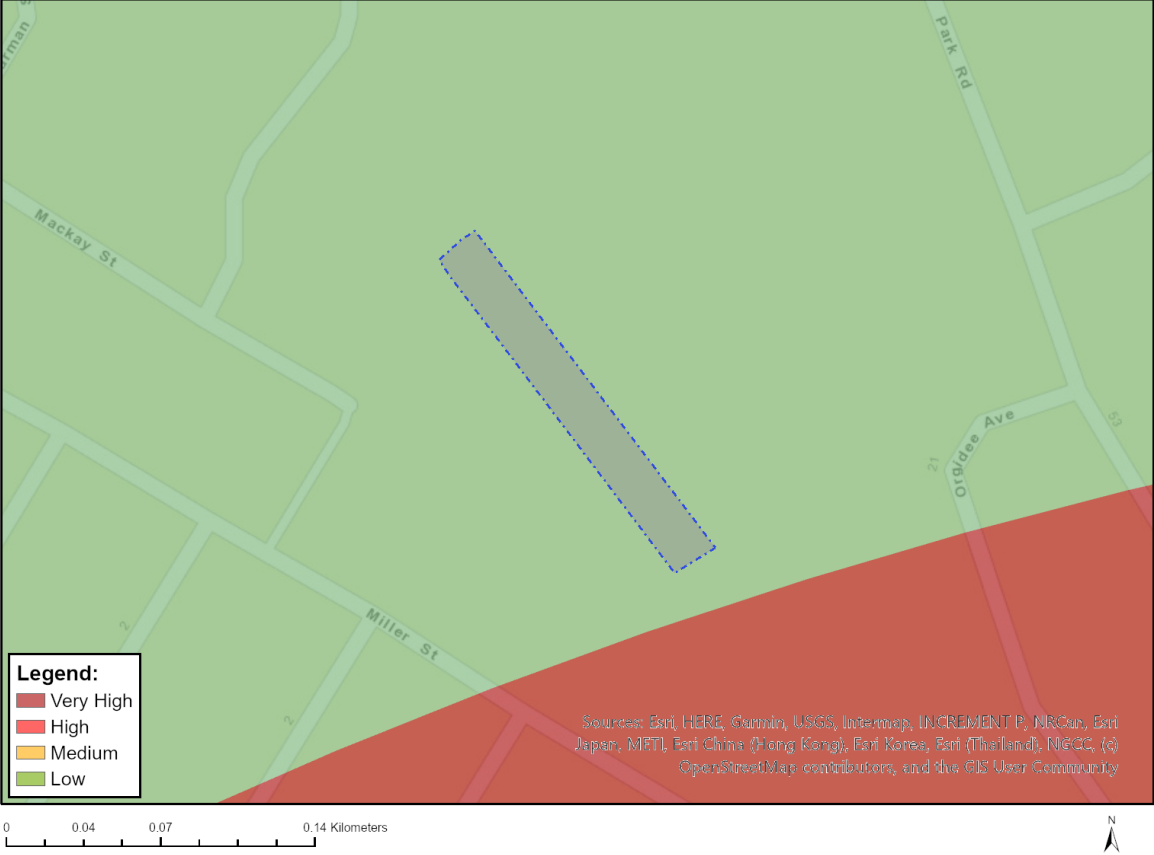 Park Rd
Mackay St
53
Orgidee Ave
21
Miller St
2
2
Legend:
Very High
High
Medium
Low
Sources: Esri, HERE, Garmin, USGS, Intermap, INCREMENT P, NRCan, Esri
Japan, METI, Esri China (Hong Kong), Esri Korea, Esri (Thailand), NGCC, (c)
OpenStreetMap contributors, and the GIS User Community
0 0.04 0.07 0.14 Kilometers
N